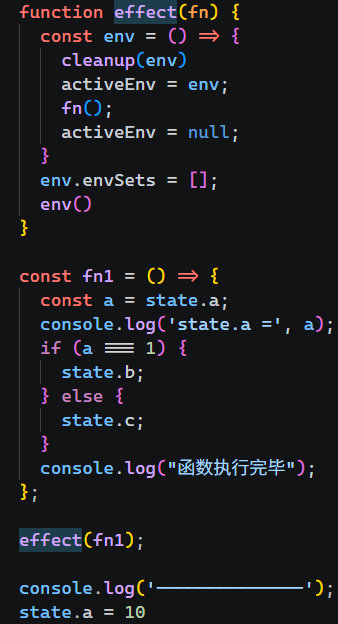 function effect(fn) {
const env = () => {
cleanup(env)
activeEnv = env;
fn();
activeEnv = null;
}
env.envSets = [];
env()
}
const fn1 = () => {
const a = state.a;
console.log('state.a =', a);
if (a === 1) {
state.b;
} else {
state.c;
}
console.log("函数执行完毕");
};
effect(fn1);
console.log('——————————————');
state.a = 10